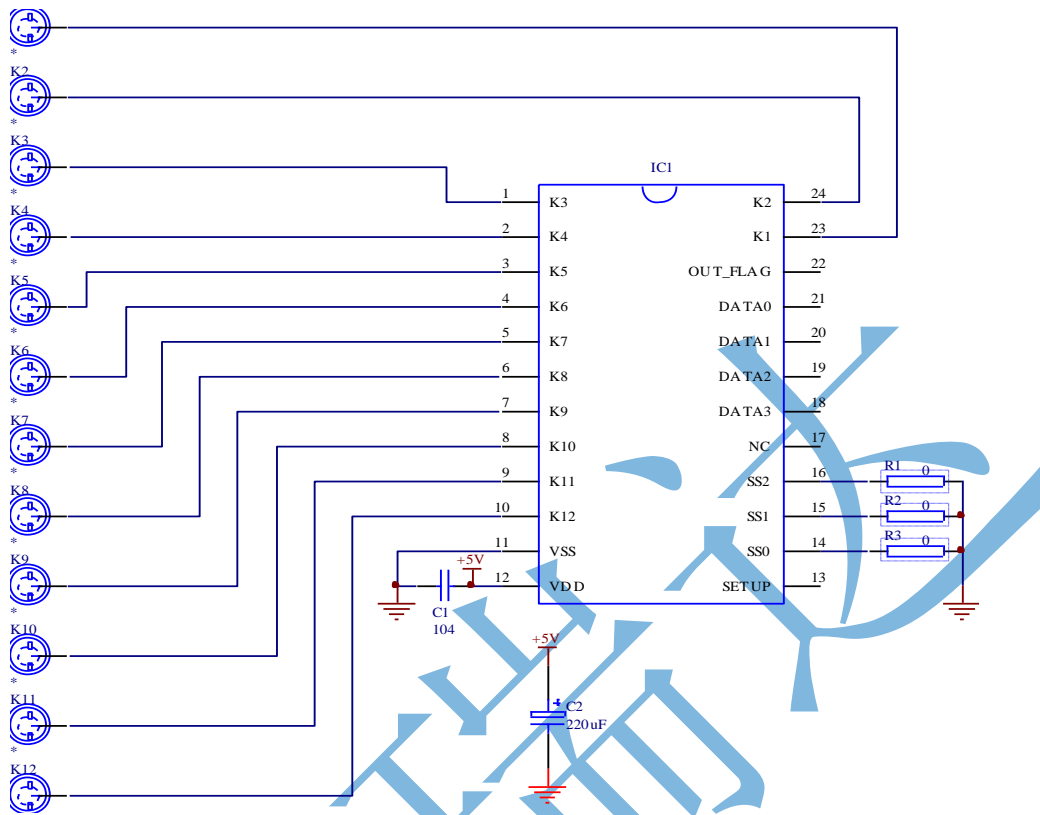 *
K2
*
K3
*
K4
*
K5
*
K6
*
K7
*
K8
*
K9
*
K10
*
K11
*
K12
IC1
1 K3
2 K4
3 K5
4 K6
5 K7
6 K8
7 K9
8 K10
9 K11
10 K12
11 VSS
12 VDD
K2 24
K1 23
OUT_FLAG 22
DATA0 21
DATA1 20
DATA2 19
DATA3 18
NC 17
SS2 16
SS1 15
SS0 14
SETUP 13
R1 0
R2 0
R3 0
+5V
C1
104
+5V
+
C2
220uF